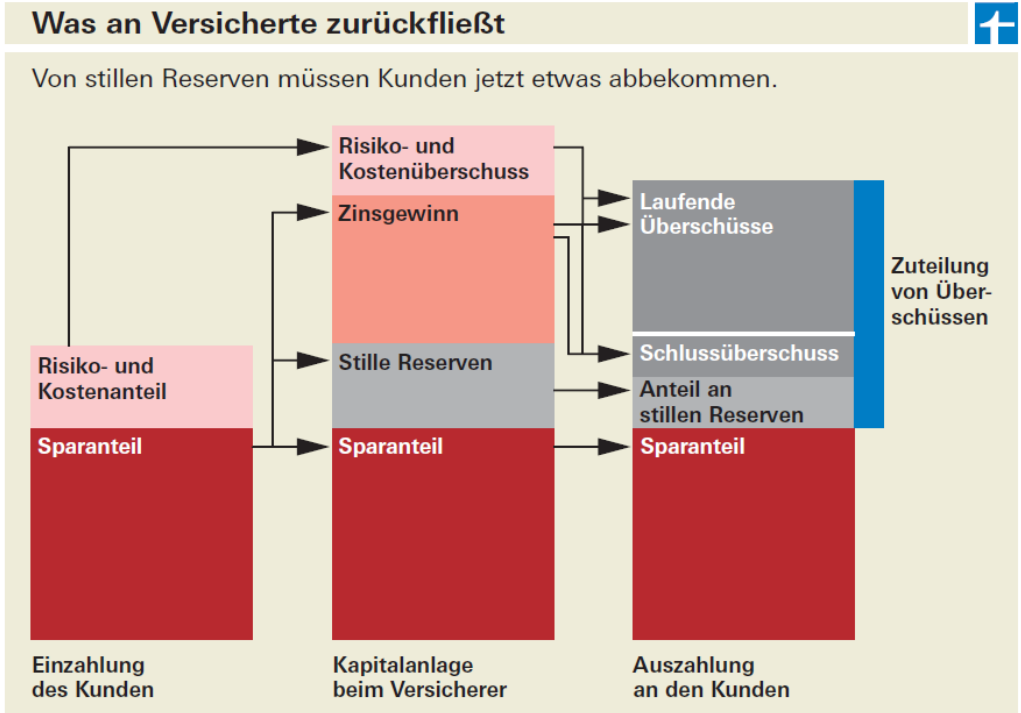 Was an Versicherte zurückfließt
Von stillen Reserven müssen Kunden jetzt etwas abbekommen.
Risiko- und
Kostenanteil
Sparanteil
Einzahlung
des Kunden
Risiko- und
Kostenüberschuss
Zinsgewinn
Stille Reserven
Sparanteil
Kapitalanlage
beim Versicherer
Laufende
Überschüsse
Schlussüberschuss
Anteil an
stillen Reserven
Sparanteil
Auszahlung
an den Kunden
Zuteilung
von Über-
schüssen